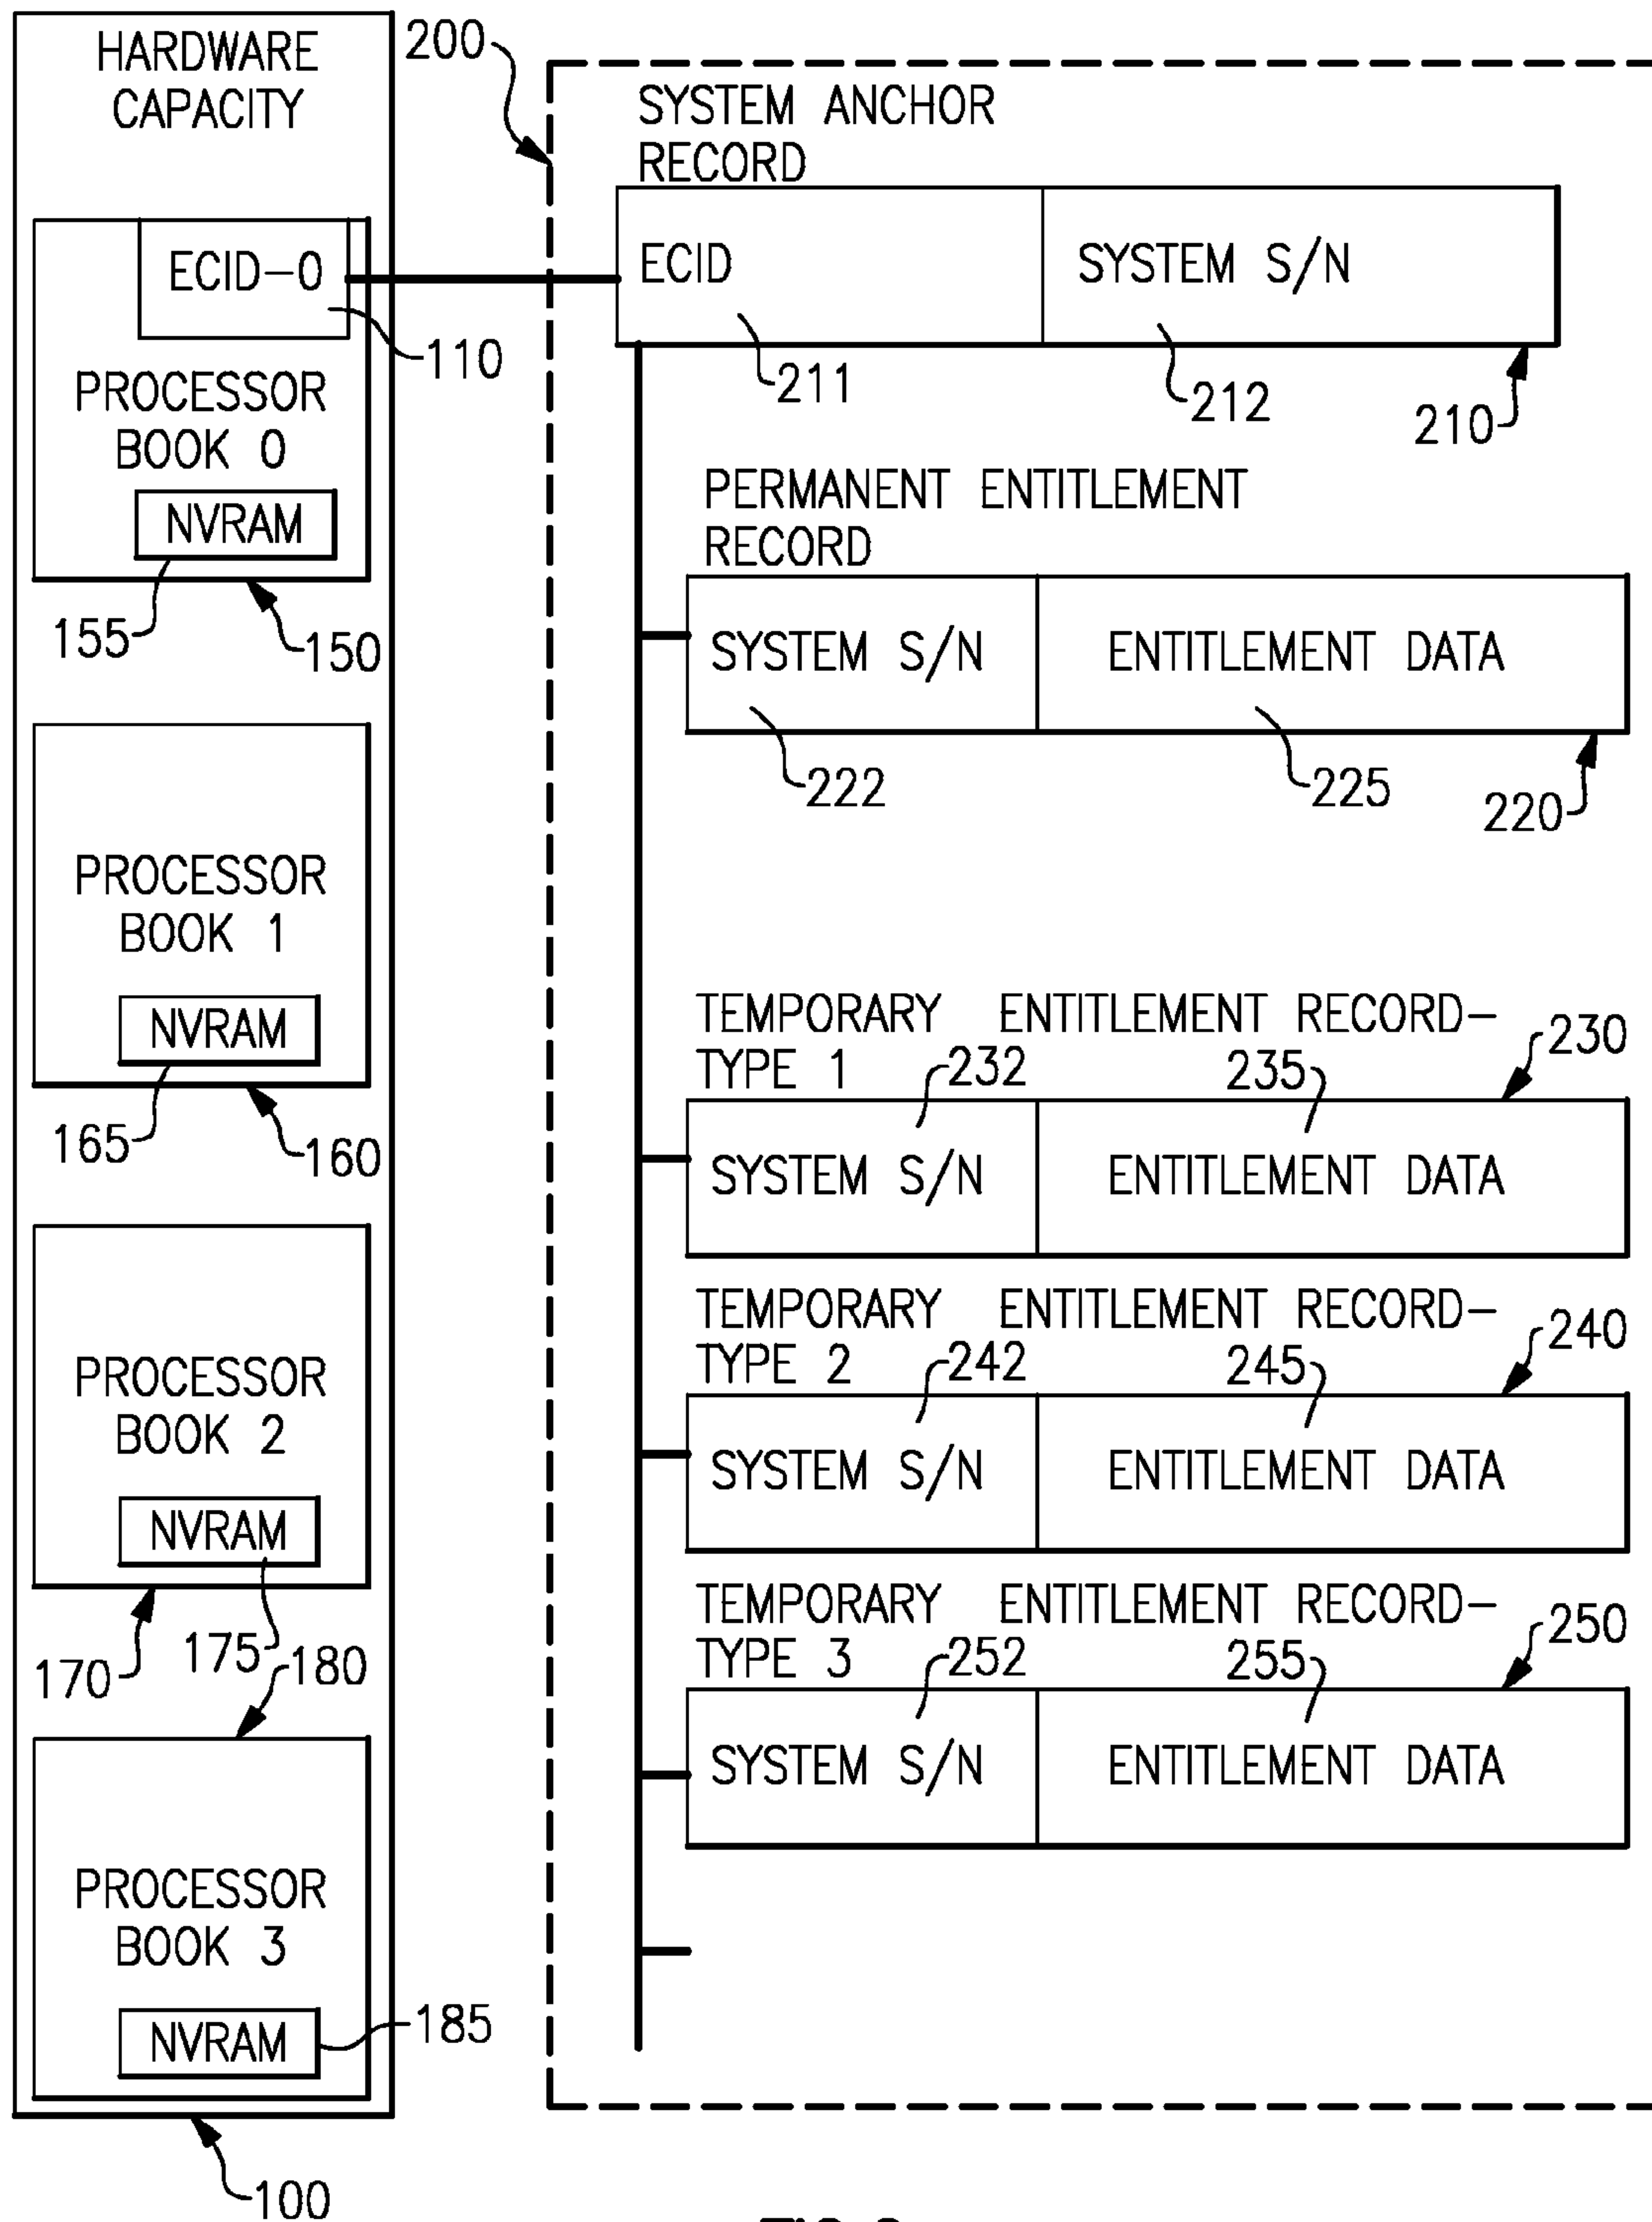 HARDWARE
CAPACITY
ECID-0
110
PROCESSOR
BOOK 0
NVRAM
155
150
PROCESSOR
BOOK 1
NVRAM
165
160
PROCESSOR
BOOK 2
NVRAM
170
175
180
PROCESSOR
BOOK 3
NVRAM
185
100
200
SYSTEM ANCHOR
RECORD
ECID
SYSTEM S/N
211
212
210
PERMANENT ENTITLEMENT
RECORD
SYSTEM S/N
ENTITLEMENT DATA
222
225
220
TEMPORARY ENTITLEMENT RECORD-
TYPE 1
232
235
230
SYSTEM S/N
ENTITLEMENT DATA
TEMPORARY ENTITLEMENT RECORD-
TYPE 2
242
245
240
SYSTEM S/N
ENTITLEMENT DATA
TEMPORARY ENTITLEMENT RECORD-
TYPE 3
252
255
250
SYSTEM S/N
ENTITLEMENT DATA